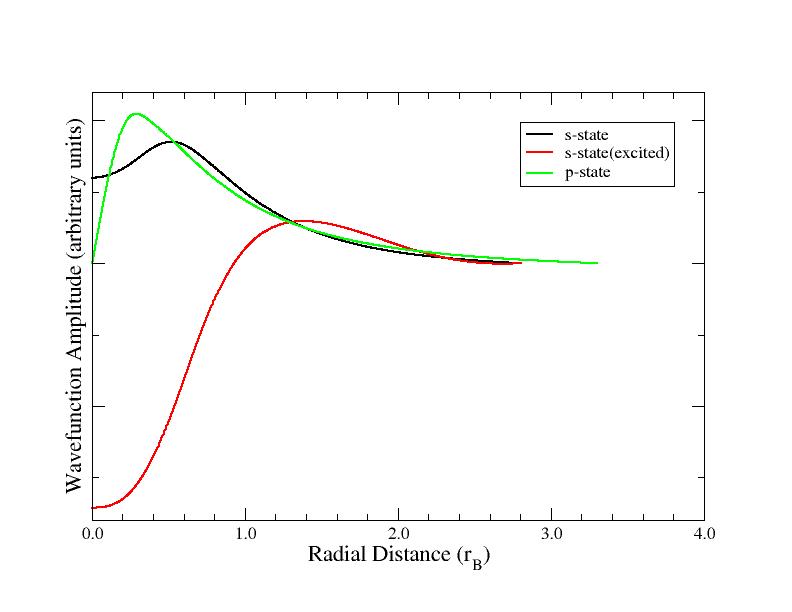 Wavefunction Amplitude (arbitrary units)
s-state
s-state(excited)
p-state
0.0 1.0 2.0 3.0 4.0
Radial Distance (r_B)